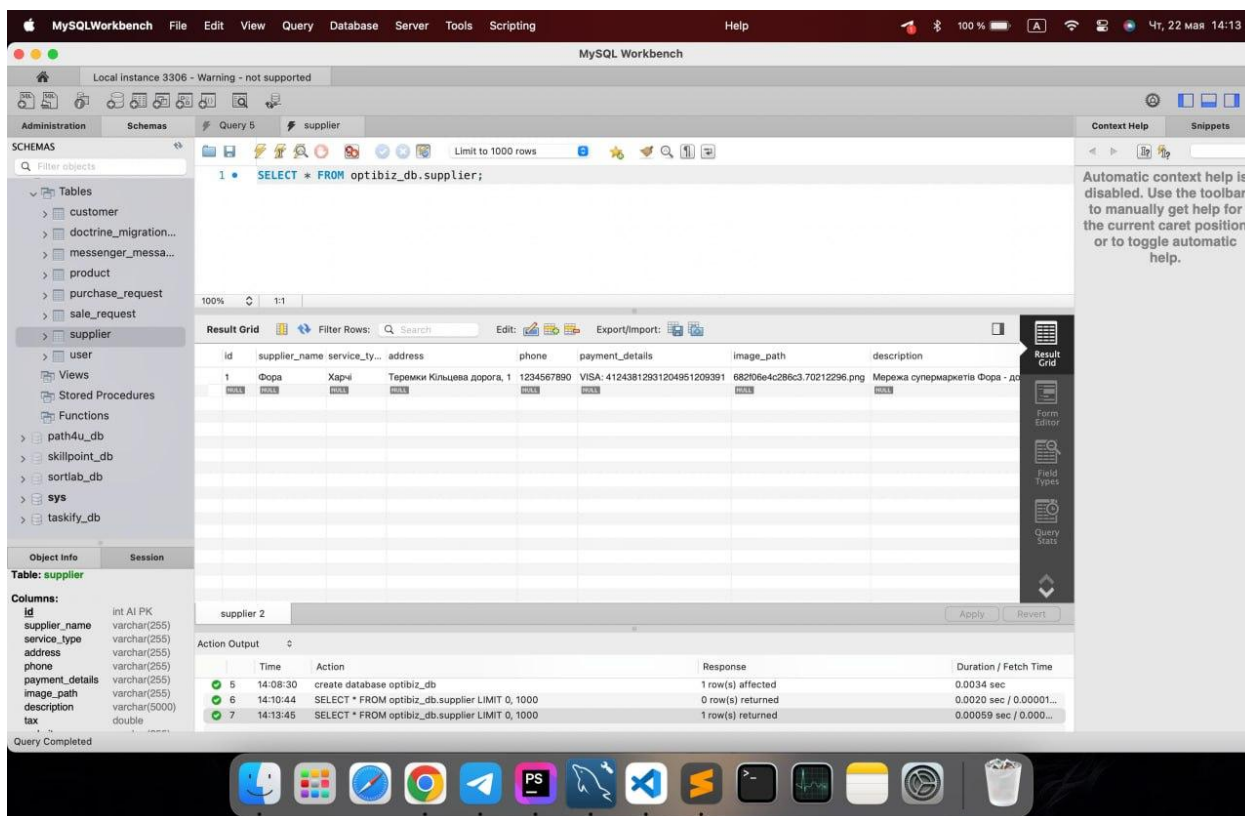 MySQLWorkbench File Edit View Query Database Server Tools Scripting Help 100 % A Чт, 22 мая 14:13
MySQL Workbench
Local instance 3306 - Warning - not supported
Administration Schemas Query 5 supplier Context Help Snippets
SCHEMAS
Filter objects
Limit to 1000 rows
1 SELECT * FROM optibiz_db.supplier;
Automatic context help is
disabled. Use the toolbar
to manually get help for
the current caret position
or to toggle automatic
help.
Tables
customer
doctrine_migration...
messenger_messa...
product
purchase_request
sale_request
supplier
user
Views
Stored Procedures
Functions
path4u_db
skillpoint_db
sortlab_db
sys
taskify_db
100% 1:1
Result Grid Filter Rows: Search Edit: Export/Import:
id supplier_name service_ty... address phone payment_details image_path description
1 Фора Харчі Теремки Кільцева дорога, 1 1234567890 VISA: 41243812931204951209391 682f06e4c286c3.70212296.png Мережа супермаркетів Фора - до
NULL NULL NULL NULL NULL NULL NULL NULL
Result
Grid
Form
Editor
Field
Types
Query
Stats
Object Info Session
Table: supplier
Columns:
id int AI PK
supplier_name varchar(255)
service_type varchar(255)
address varchar(255)
phone varchar(255)
payment_details varchar(255)
image_path varchar(255)
description varchar(5000)
tax double
supplier 2 Apply Revert
Action Output
Time Action Response Duration / Fetch Time
5 14:08:30 create database optibiz_db 1 row(s) affected 0.0034 sec
6 14:10:44 SELECT * FROM optibiz_db.supplier LIMIT 0, 1000 0 row(s) returned 0.0020 sec / 0.00001...
7 14:13:45 SELECT * FROM optibiz_db.supplier LIMIT 0, 1000 1 row(s) returned 0.00059 sec / 0.000...
Query Completed
PS